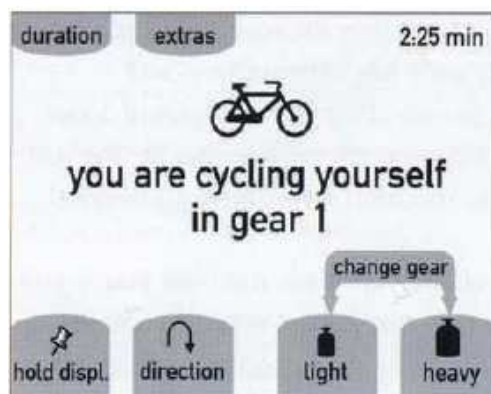 duration extras 2:25 min
you are cycling yourself
in gear 1
change gear
hold displ. direction light heavy